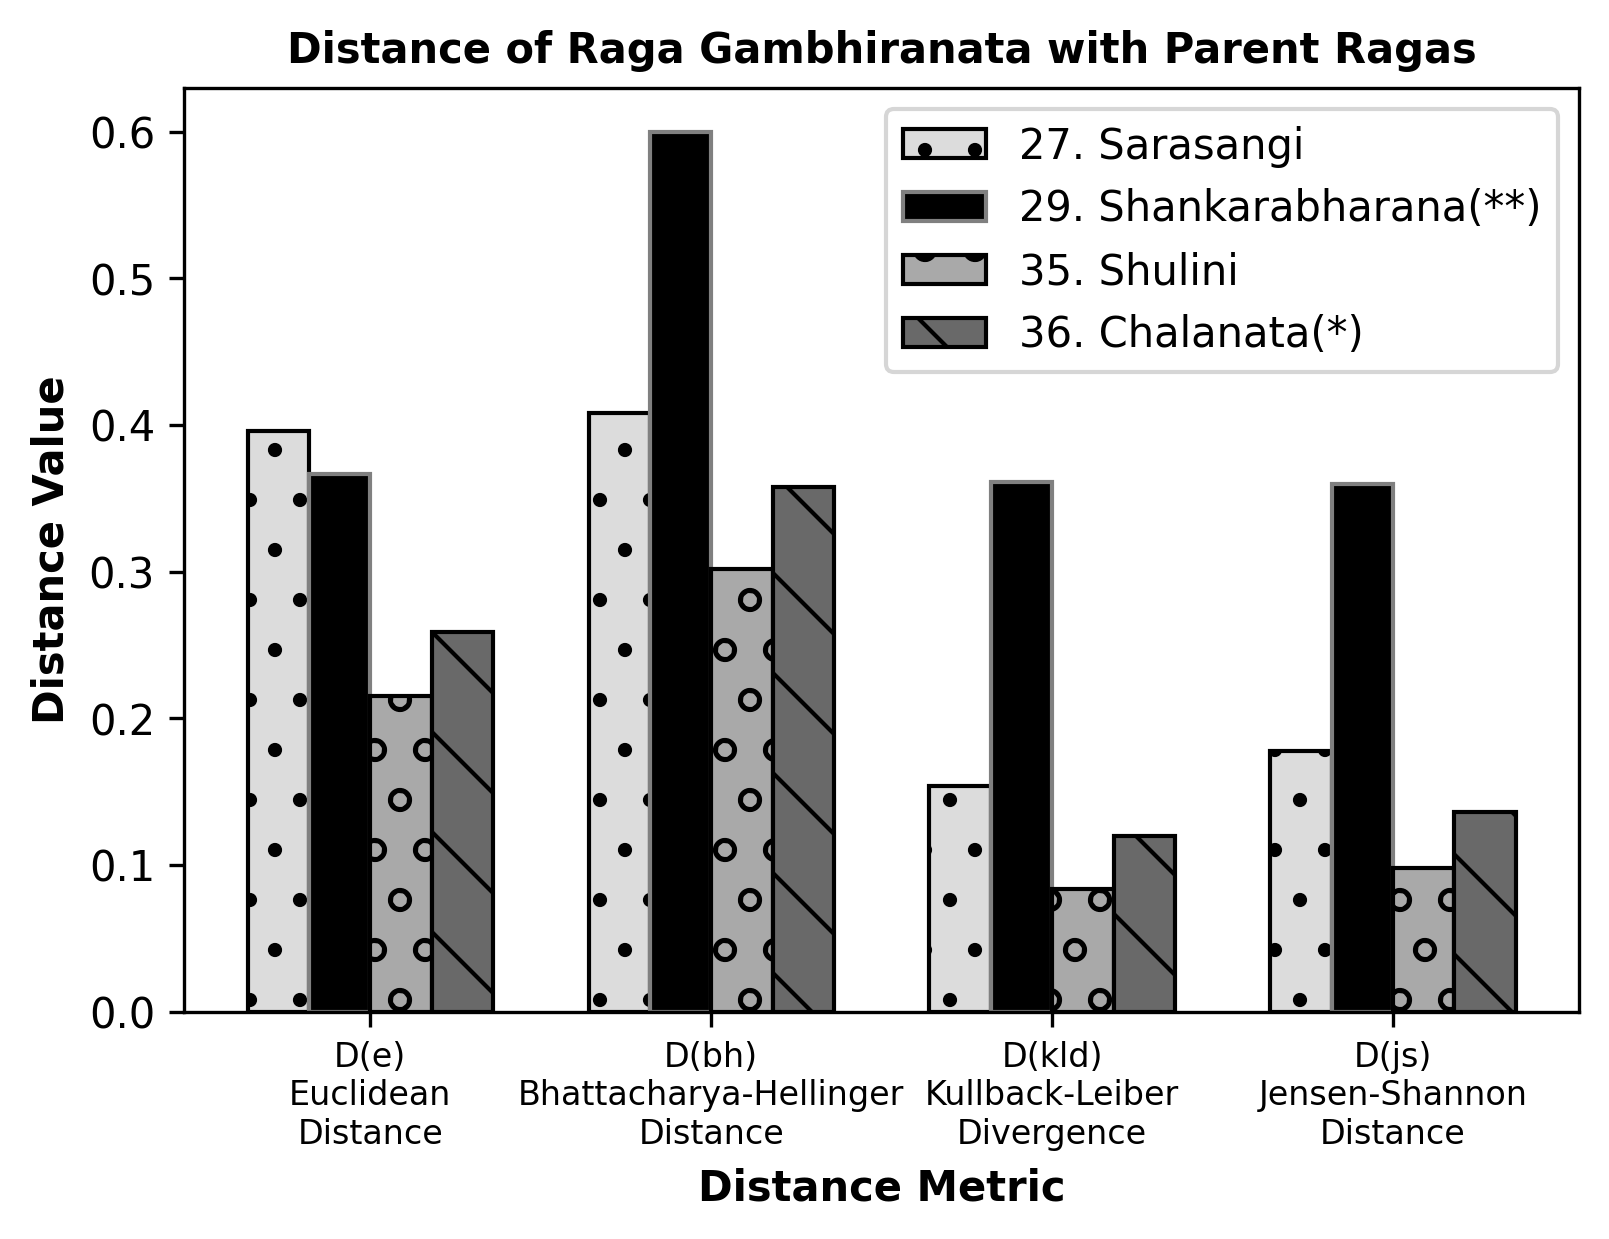 Distance of Raga Gambhiranata with Parent Ragas
27. Sarasangi
29. Shankarabharana(**)
35. Shulini
36. Chalanata(*)
Distance Value
0.6
0.5
0.4
0.3
0.2
0.1
0.0
D(e)
Euclidean
Distance
D(bh)
Bhattacharya-Hellinger
Distance
D(kld)
Kullback-Leiber
Divergence
D(js)
Jensen-Shannon
Distance
Distance Metric